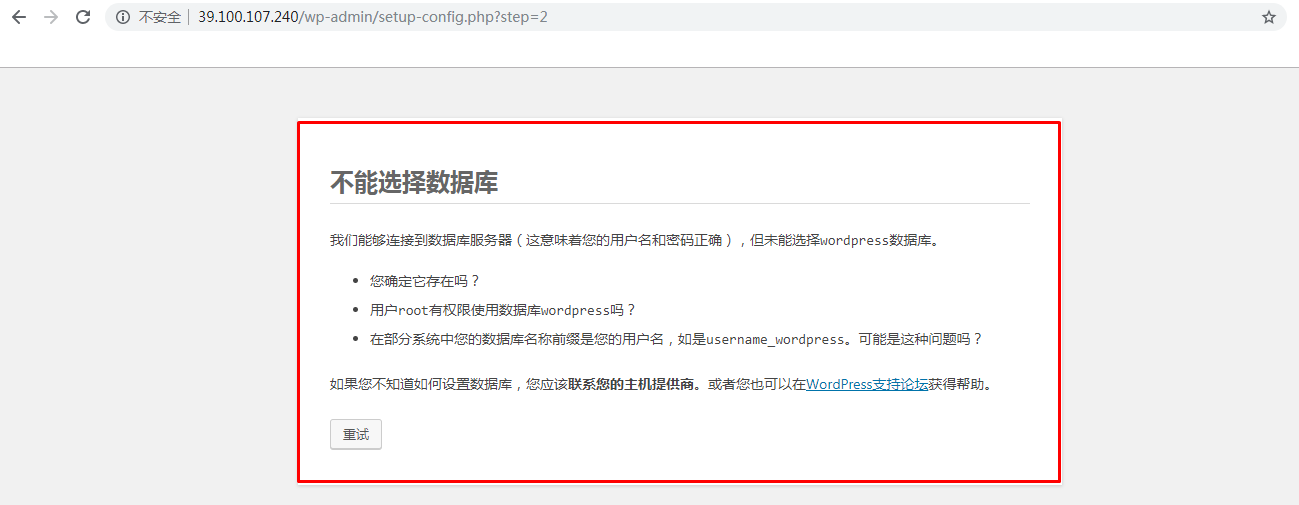 不安全 39.100.107.240/wp-admin/setup-config.php?step=2
不能选择数据库
我们能够连接到数据库服务器（这意味着您的用户名和密码正确），但未能选择wordpress数据库。
您确定它存在吗？
用户root有权限使用数据库wordpress吗？
在部分系统中您的数据库名称前缀是您的用户名，如是username_wordpress。可能是这种问题吗？
如果您不知道如何设置数据库，您应该联系您的主机提供商。或者您也可以在WordPress支持论坛获得帮助。
重试